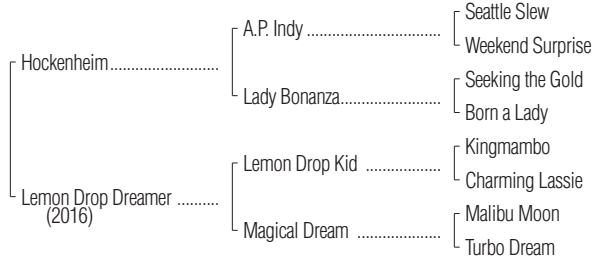 Seattle Slew
A.P. Indy ........................
Weekend Surprise
Hockenheim...........................
Seeking the Gold
Lady Bonanza......................
Born a Lady
Kingmambo
Lemon Drop Kid .................
Charming Lassie
Lemon Drop Dreamer ..........
(2016)
Malibu Moon
Magical Dream ...................
Turbo Dream